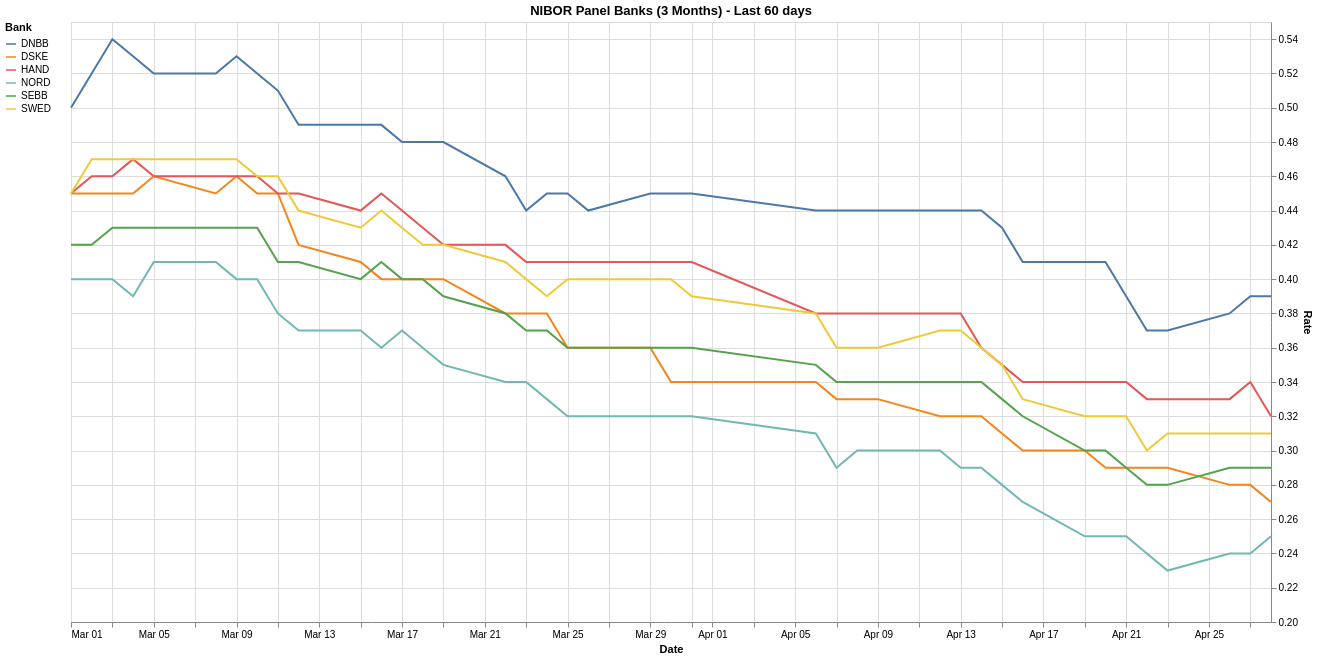 NIBOR Panel Banks (3 Months) - Last 60 days
Bank
DNBB
DSKE
HAND
NORD
SEBB
SWED
0.54
0.52
0.50
0.48
0.46
0.44
0.42
0.40
0.38
0.36
0.34
0.32
0.30
0.28
0.26
0.24
0.22
0.20
Rate
Mar 01 Mar 05 Mar 09 Mar 13 Mar 17 Mar 21 Mar 25 Mar 29 Apr 01 Apr 05 Apr 09 Apr 13 Apr 17 Apr 21 Apr 25
Date